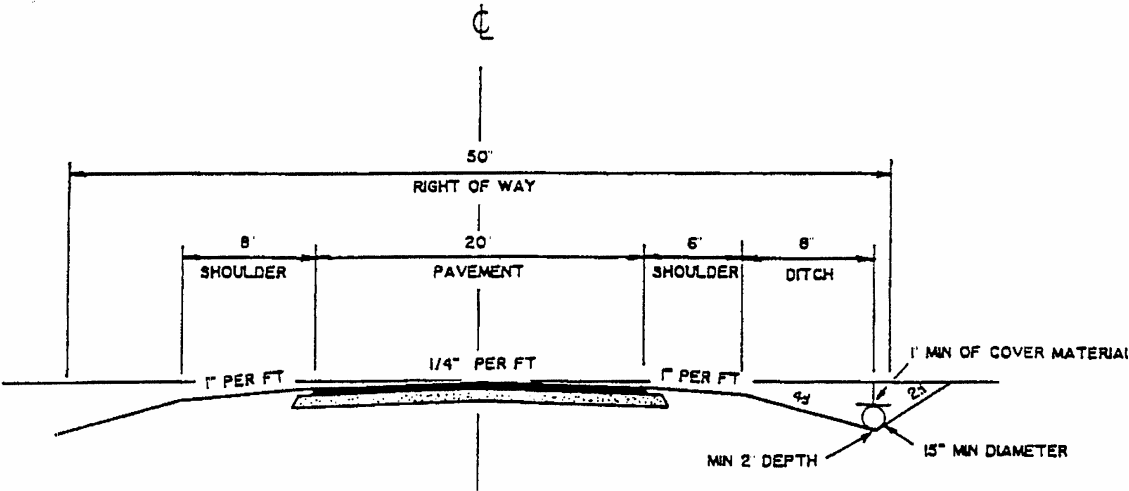 ℄
50"
RIGHT OF WAY
8' 20' 6' 8"
SHOULDER PAVEMENT SHOULDER DITCH
1/4" PER FT
1" PER FT 1" PER FT
1' MIN OF COVER MATERIAL
4:1 2:1
MIN 2' DEPTH
15" MIN DIAMETER